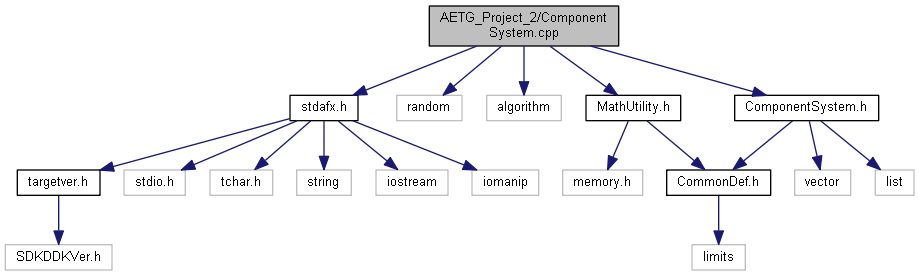 AETG_Project_2/Component
System.cpp
stdafx.h
random
algorithm
MathUtility.h
ComponentSystem.h
targetver.h
stdio.h
tchar.h
string
iostream
iomanip
memory.h
CommonDef.h
vector
list
SDKDDKVer.h
limits